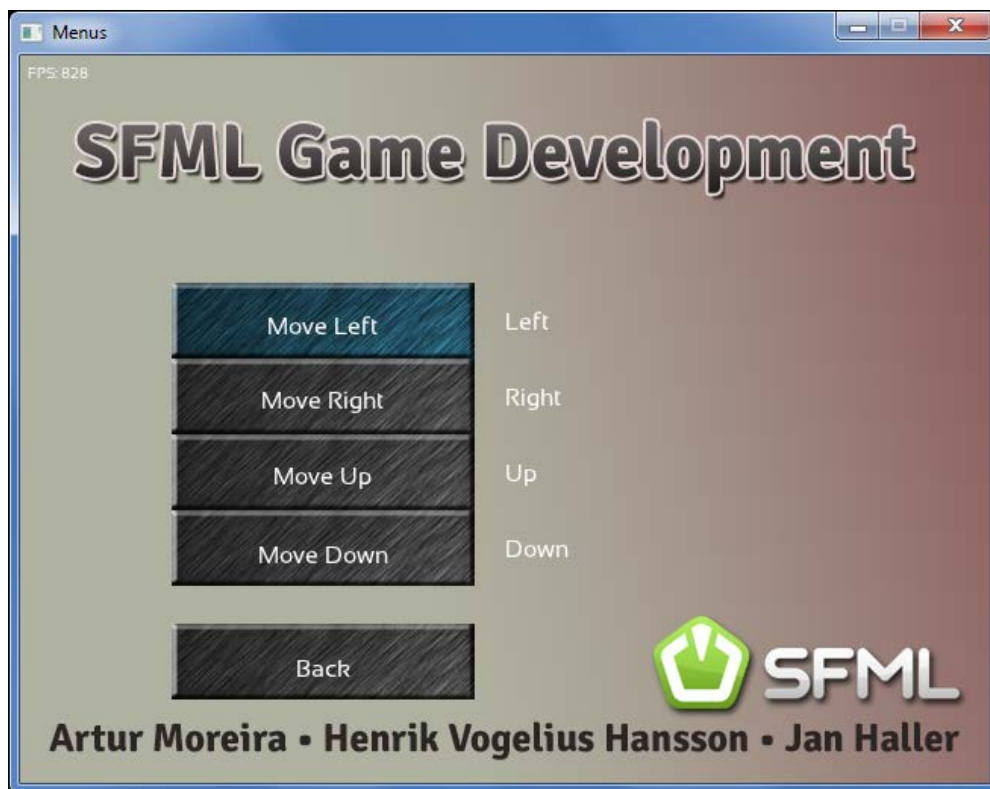 Menus
FPS: 828
SFML Game Development
Move Left Left
Move Right Right
Move Up Up
Move Down Down
Back
SFML
Artur Moreira • Henrik Vogelius Hansson • Jan Haller